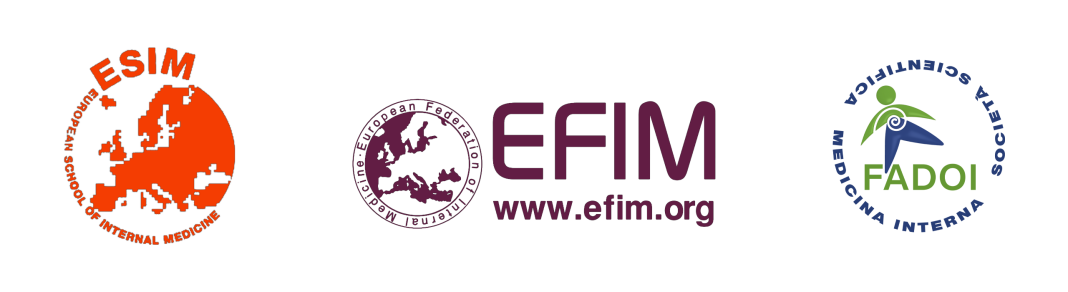 ESIM
EUROPEAN SCHOOL OF INTERNAL MEDICINE
European Federation of Internal Medicine
EFIM
www.efim.org
SOCIETÀ SCIENTIFICA
MEDICINA INTERNA
FADOI